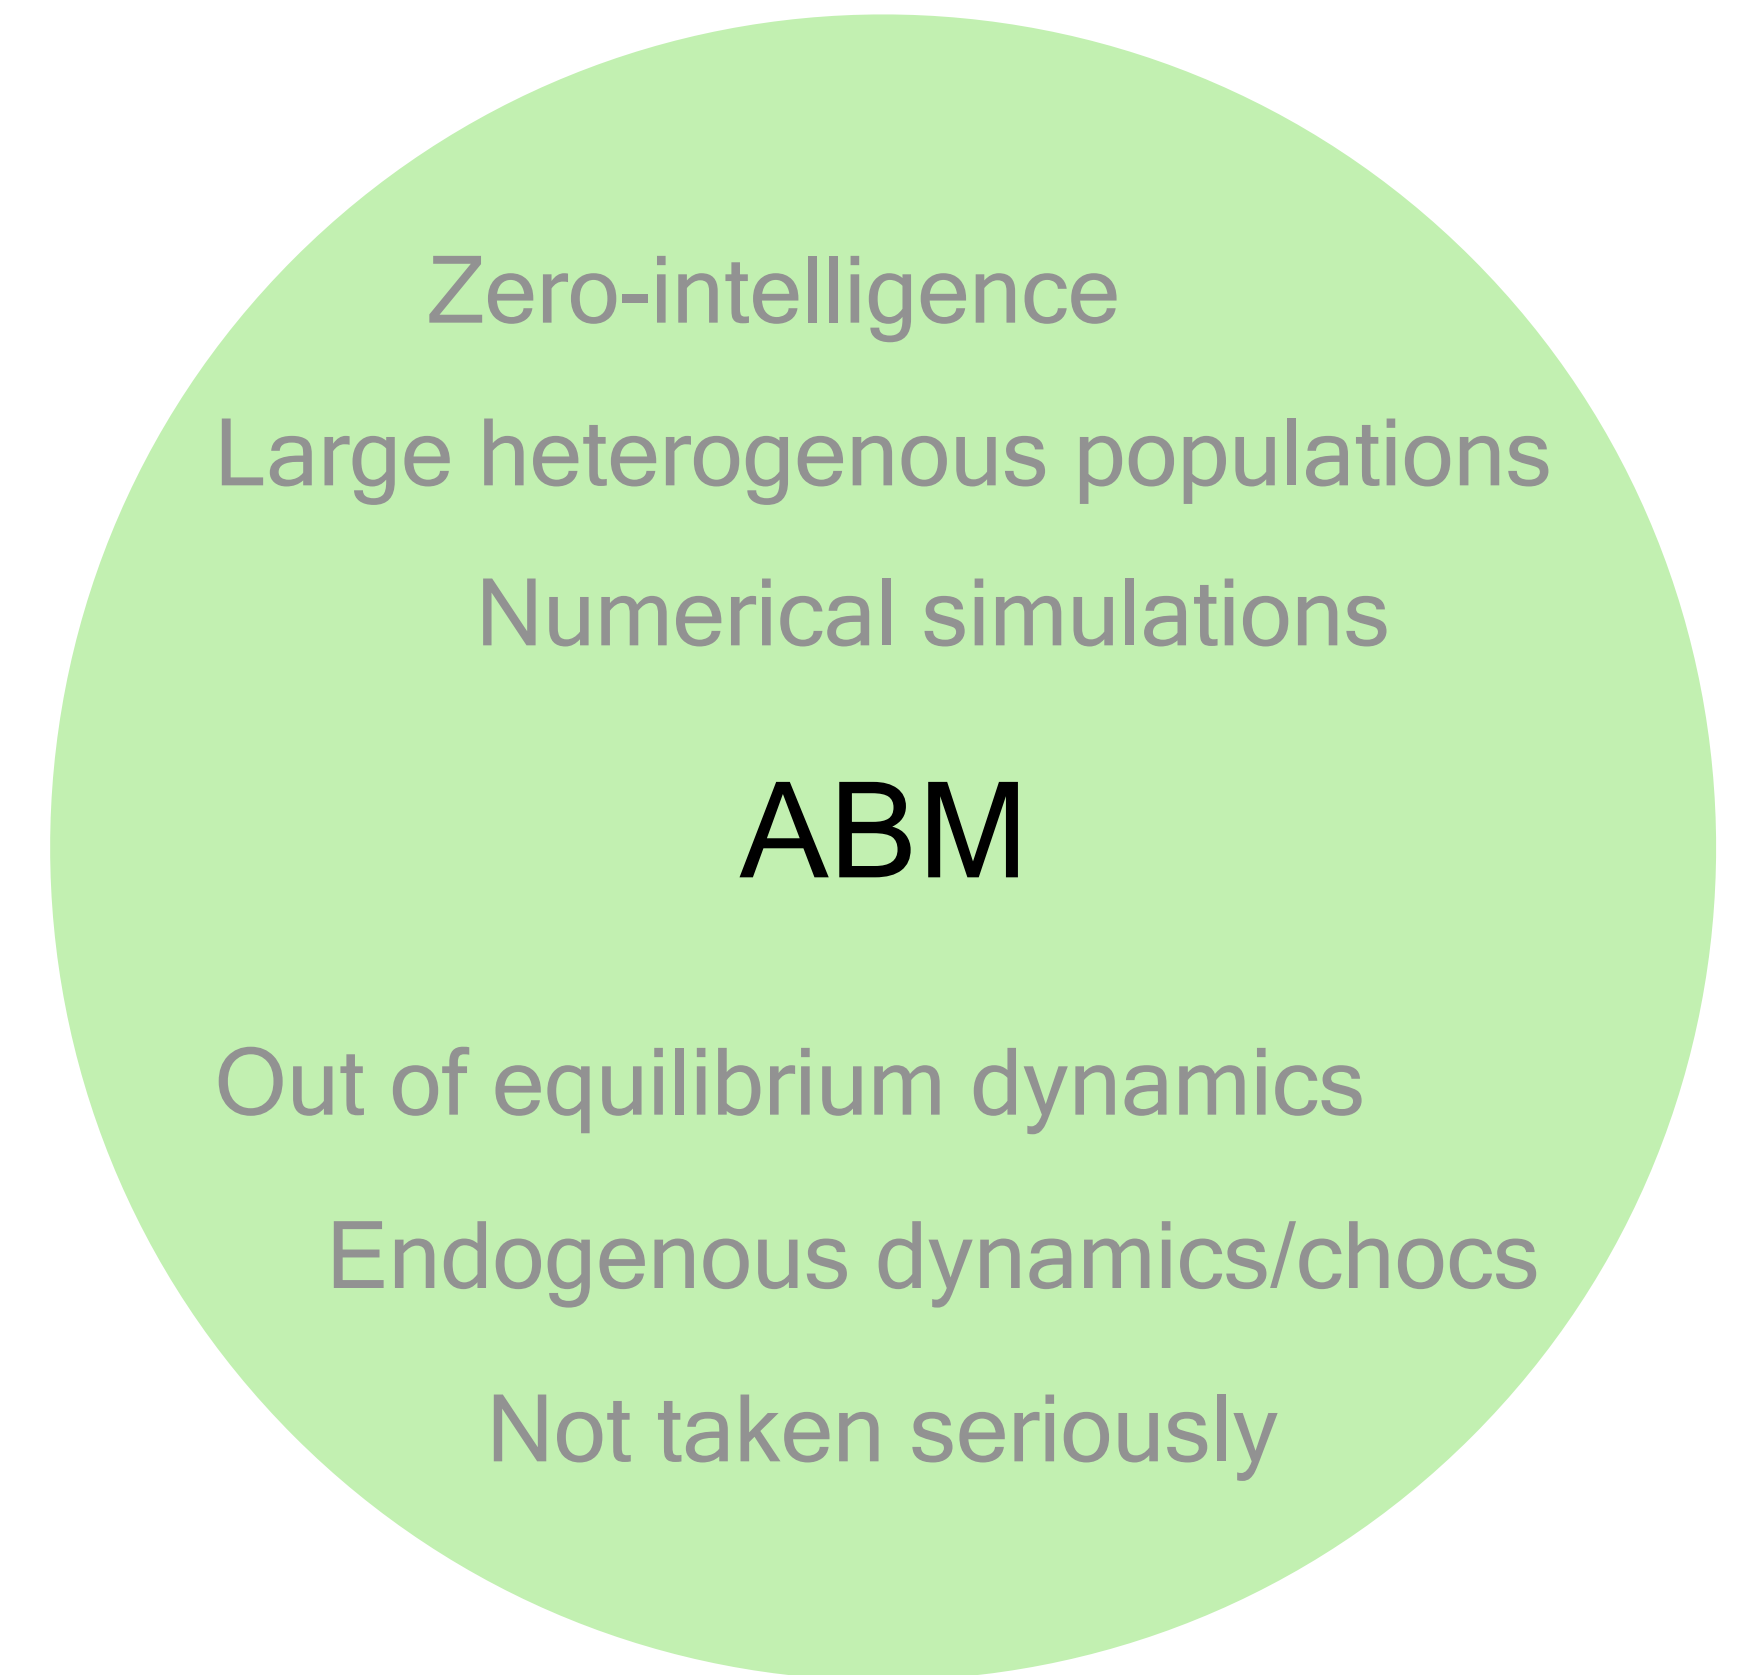 Zero-intelligence
Large heterogenous populations
Numerical simulations
ABM
Out of equilibrium dynamics
Endogenous dynamics/chocs
Not taken seriously